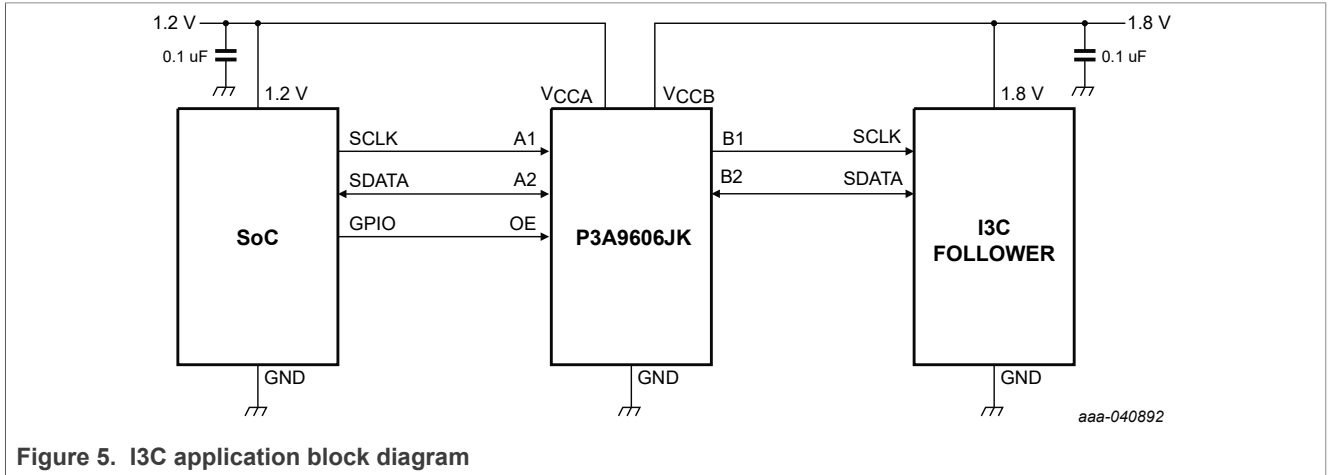 1.2 V
1.8 V
0.1 uF
0.1 uF
1.2 V
VCCA
VCCB
1.8 V
SCLK
A1
B1
SCLK
SDATA
A2
B2
SDATA
GPIO
OE
SoC
P3A9606JK
I3C
FOLLOWER
GND
GND
GND
aaa-040892
Figure 5. I3C application block diagram